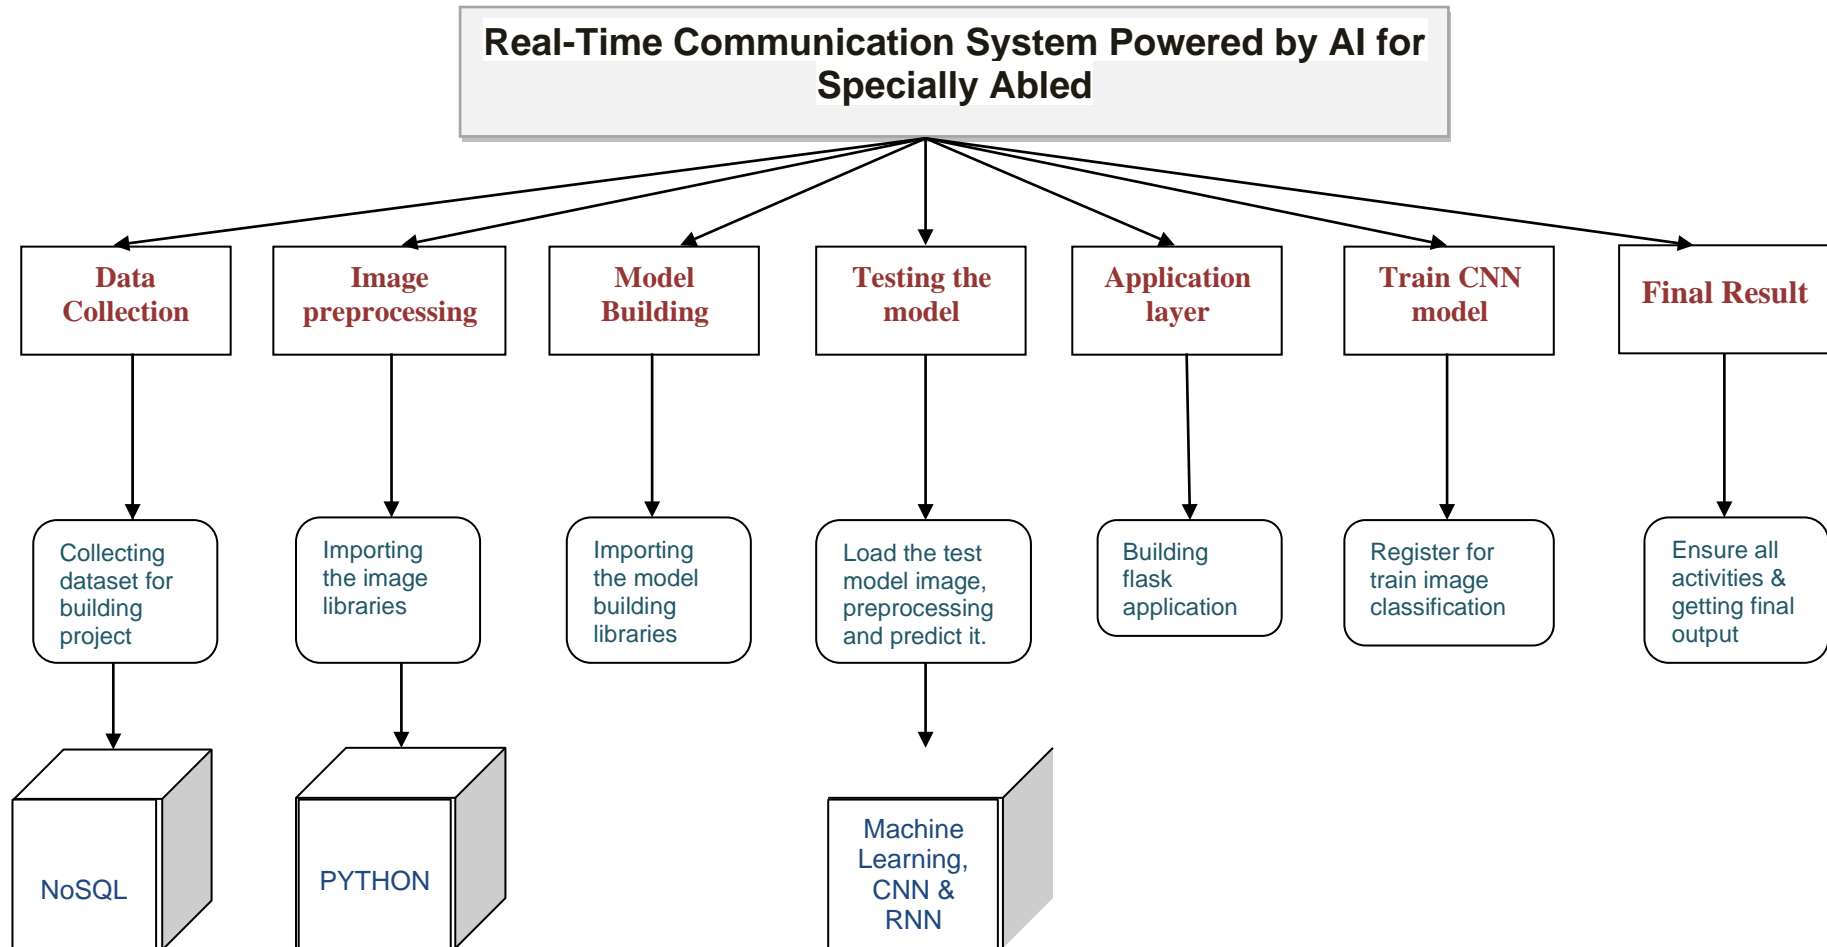 Real-Time Communication System Powered by AI for
Specially Abled
Data
Collection
Image
preprocessing
Model
Building
Testing the
model
Application
layer
Train CNN
model
Final Result
Collecting
dataset for
building
project
Importing
the image
libraries
Importing
the model
building
libraries
Load the test
model image,
preprocessing
and predict it.
Building
flask
application
Register for
train image
classification
Ensure all
activities &
getting final
output
NoSQL
PYTHON
Machine
Learning,
CNN &
RNN